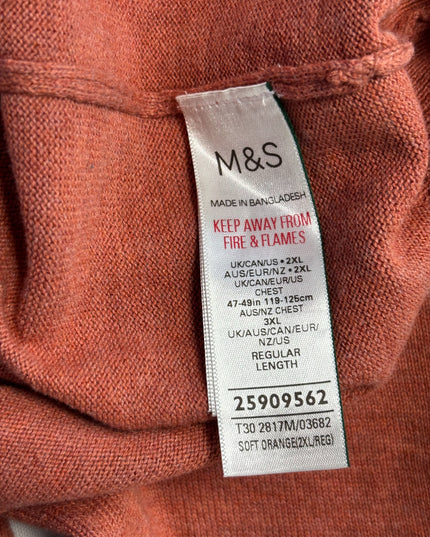 M&S
MADE IN BANGLADESH
KEEP AWAY FROM
FIRE & FLAMES
UK/CAN/US • 2XL
AUS/EUR/NZ • 2XL
UK/CAN/EUR/US
CHEST
47-49in 119-125cm
AUS/NZ CHEST
3XL
UK/AUS/CAN/EUR/
NZ/US
REGULAR
LENGTH
25909562
T30 2817M/03682
SOFT ORANGE(2XL/REG)